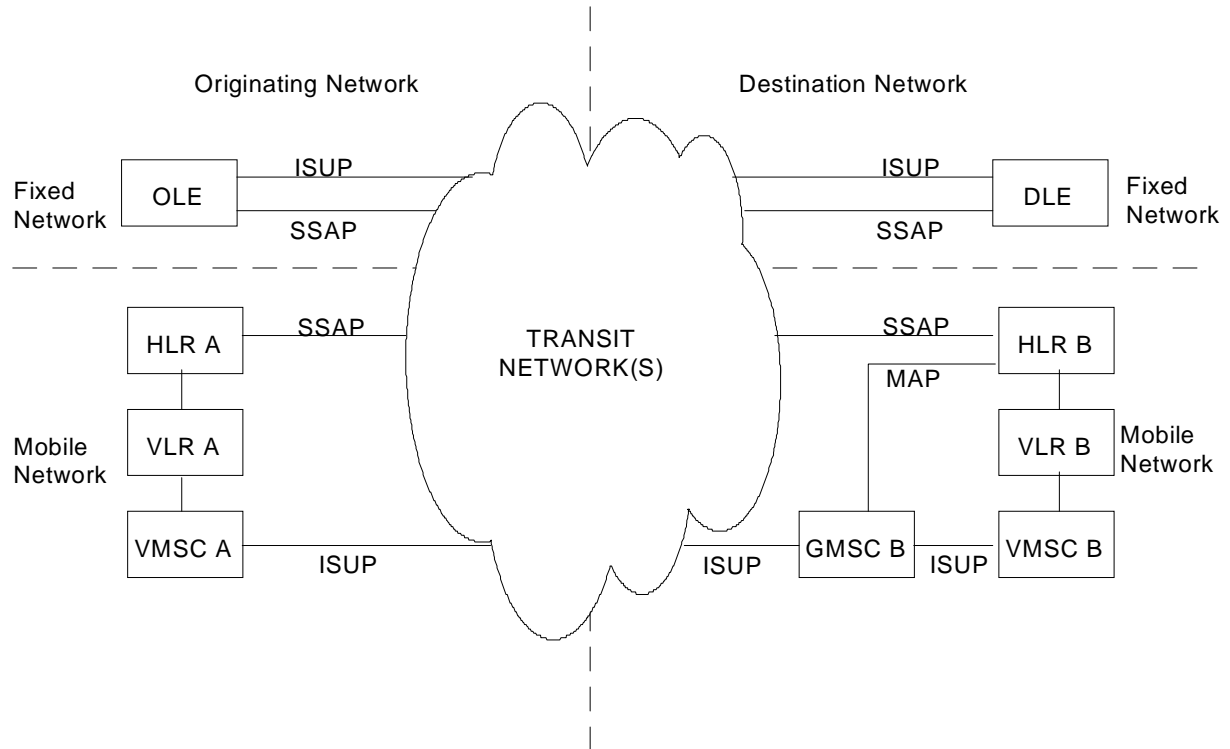 Originating Network
Destination Network
ISUP
ISUP
Fixed
Network
OLE
DLE
Fixed
Network
SSAP
SSAP
HLR A
SSAP
TRANSIT
NETWORK(S)
SSAP
HLR B
MAP
Mobile
Network
VLR A
VLR B
Mobile
Network
VMSC A
ISUP
ISUP
GMSC B
ISUP
VMSC B